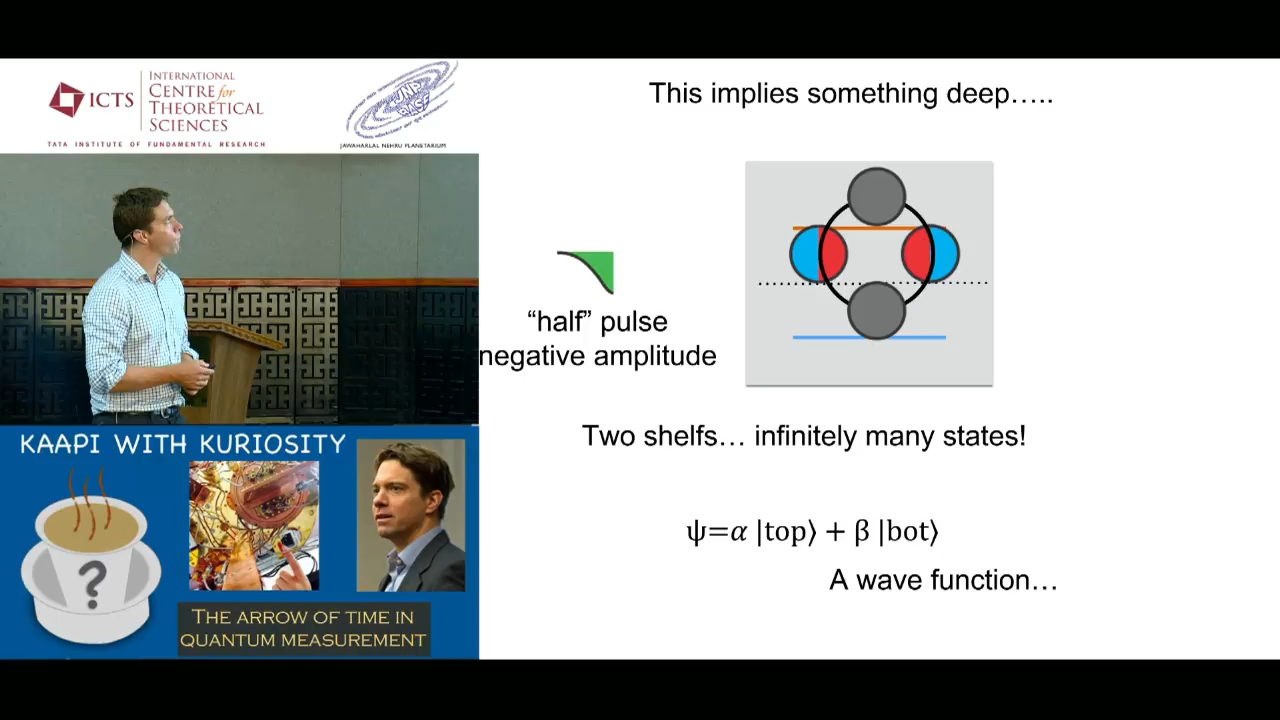 ICTS
INTERNATIONAL
CENTRE for
THEORETICAL
SCIENCES
TATA INSTITUTE OF FUNDAMENTAL RESEARCH
JNP
BASE
JAWAHARLAL NEHRU PLANETARIUM
This implies something deep…..
“half” pulse
negative amplitude
Two shelfs… infinitely many states!
ψ=α |top⟩ + β |bot⟩
A wave function…
KAAPI WITH KURIOSITY
?
THE ARROW OF TIME IN
QUANTUM MEASUREMENT